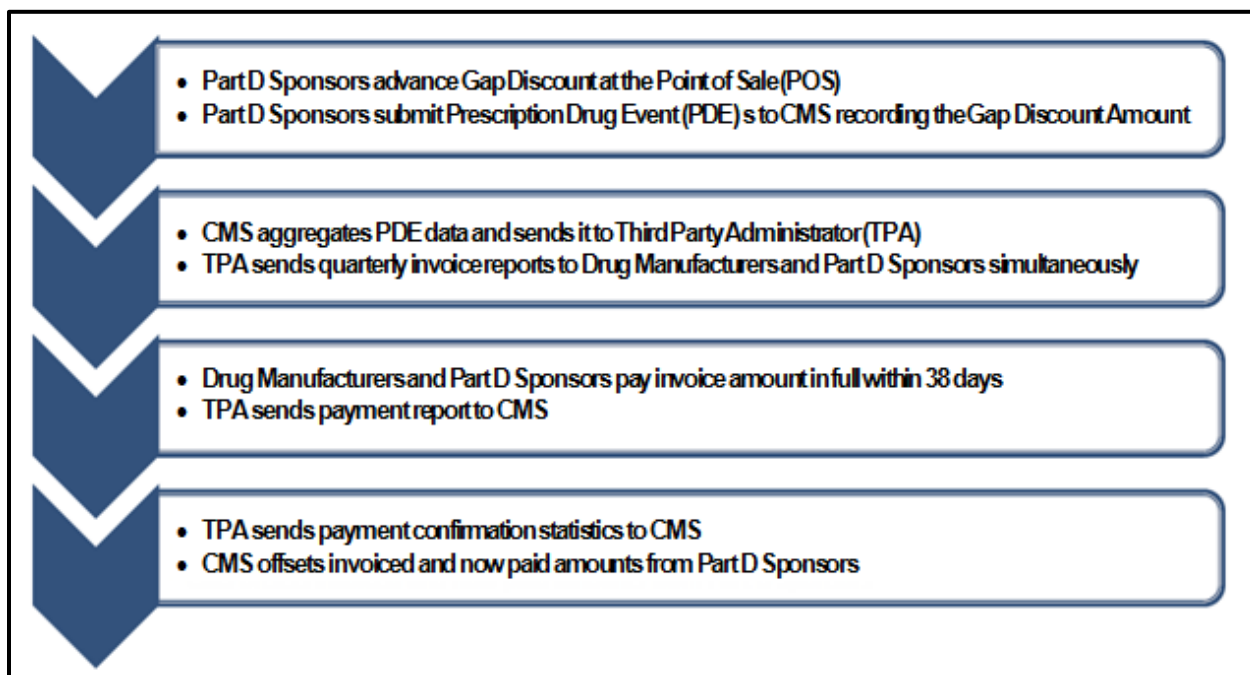 • Part D Sponsors advance Gap Discount at the Point of Sale (POS)
• Part D Sponsors submit Prescription Drug Event (PDE) s to CMS recording the Gap Discount Amount
• CMS aggregates PDE data and sends it to Third Party Administrator (TPA)
• TPA sends quarterly invoice reports to Drug Manufacturers and Part D Sponsors simultaneously
• Drug Manufacturers and Part D Sponsors pay invoice amount in full within 38 days
• TPA sends payment report to CMS
• TPA sends payment confirmation statistics to CMS
• CMS offsets invoiced and now paid amounts from Part D Sponsors